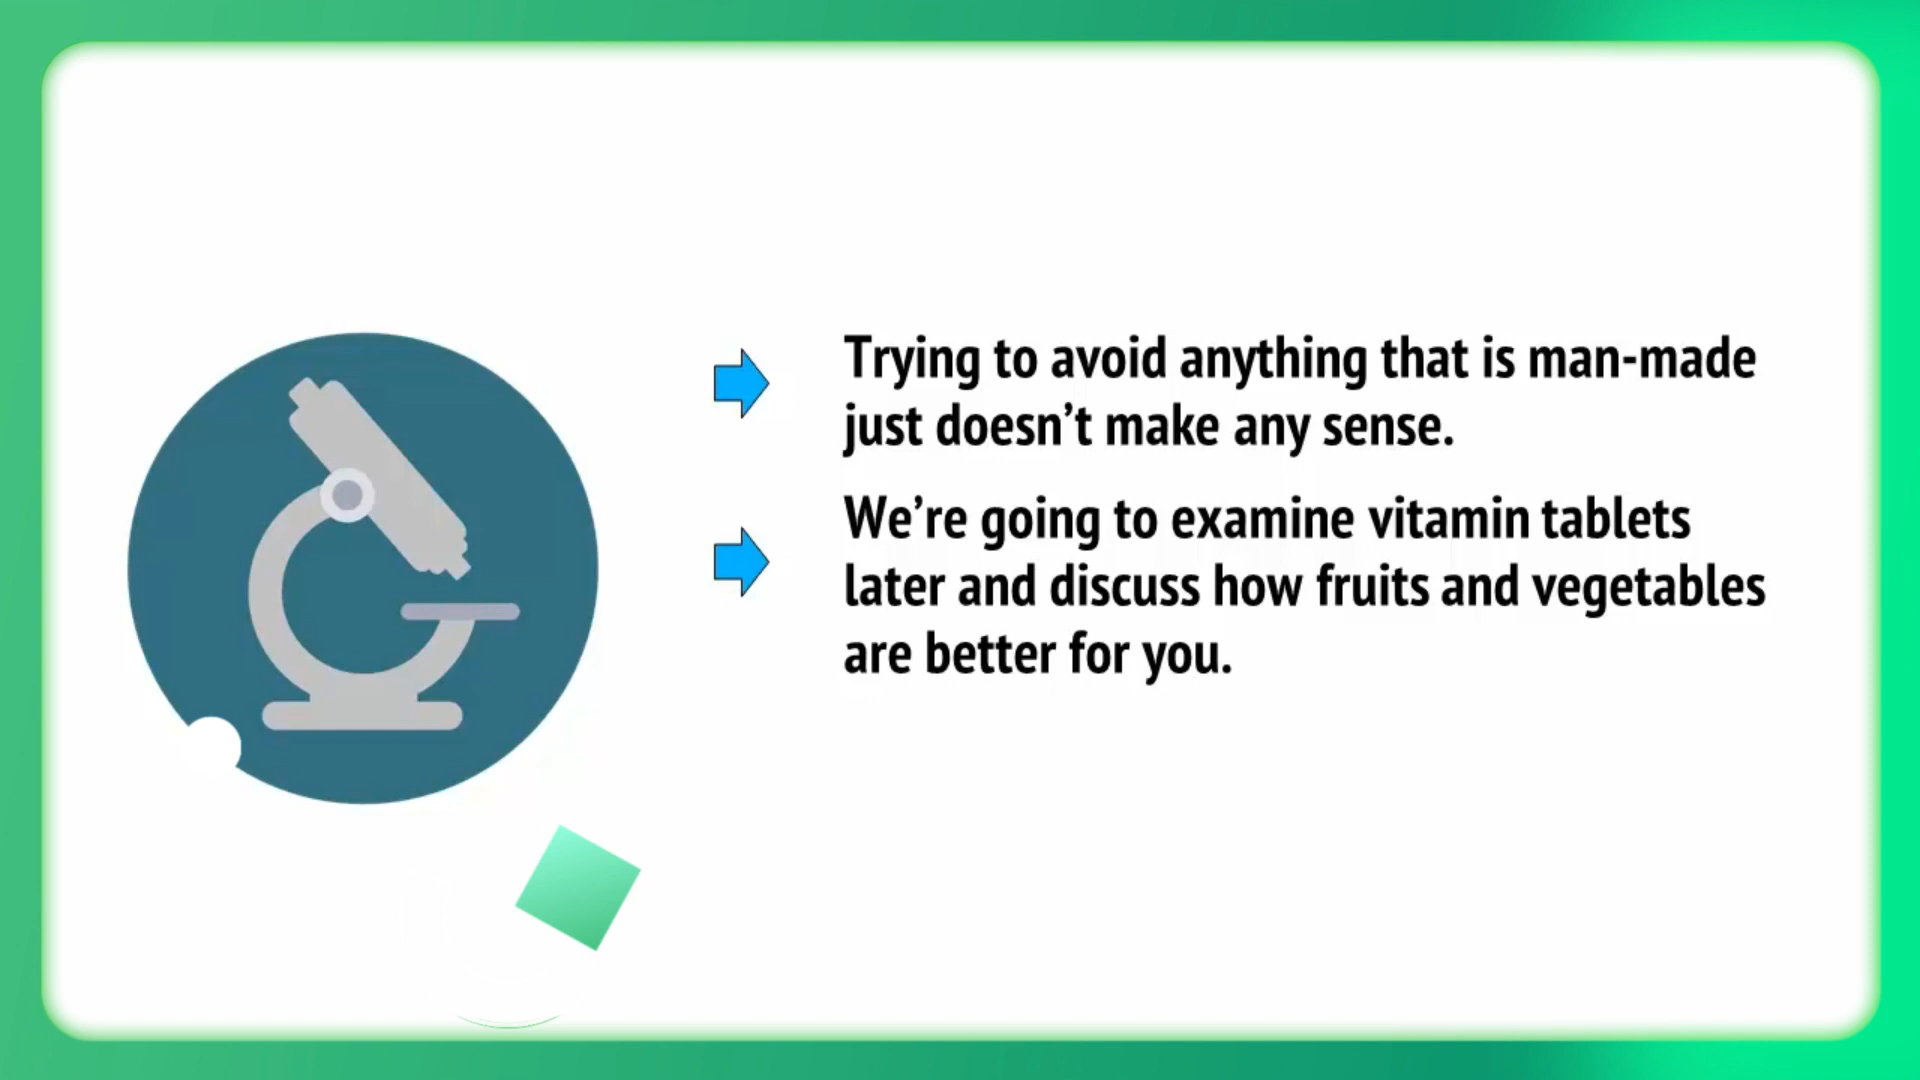 Trying to avoid anything that is man-made
just doesn’t make any sense.
We’re going to examine vitamin tablets
later and discuss how fruits and vegetables
are better for you.